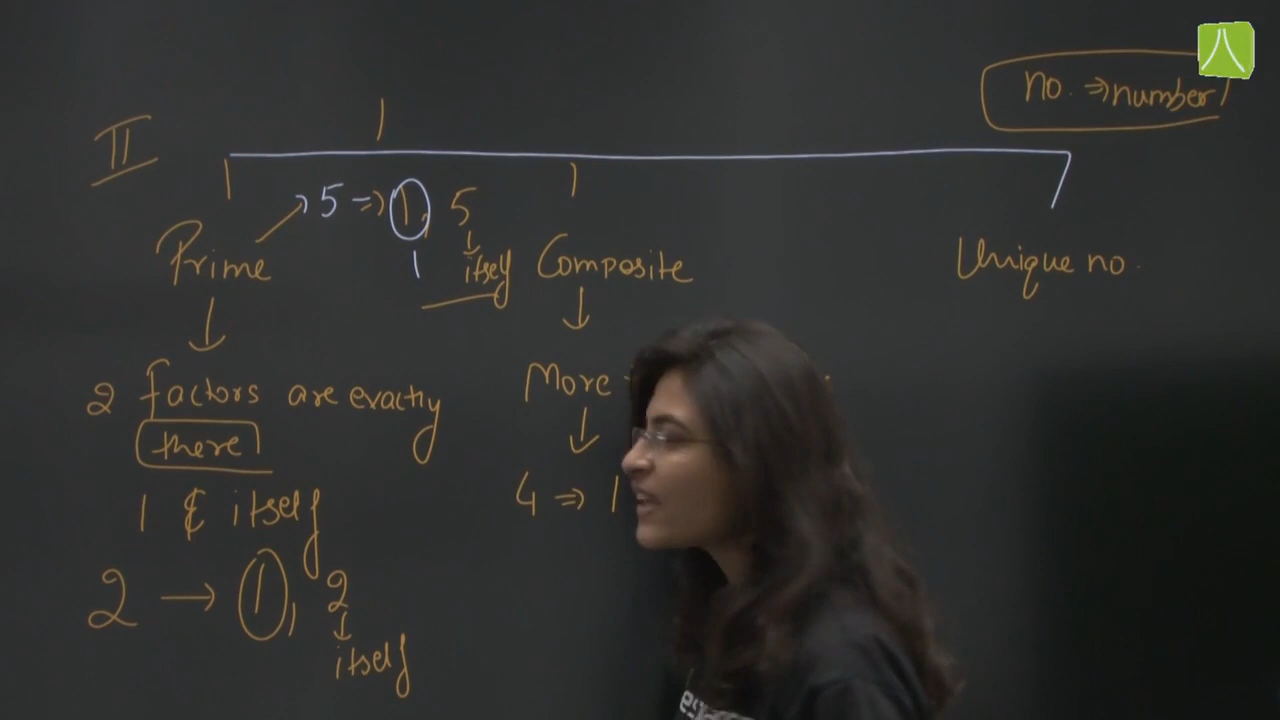 no. ⇒ number
II
5 ⇒ 1, 5
Prime
1
itself
Composite
Unique no.
2 factors are exactly
there
More
1 & itself
4 ⇒ 1
2 → 1, 2
itself